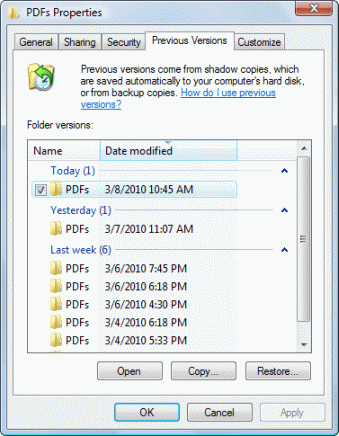 PDFs Properties
General Sharing Security Previous Versions Customize
Previous versions come from shadow copies, which
are saved automatically to your computer's hard disk,
or from backup copies. How do I use previous
versions?
Folder versions:
Name Date modified
Today (1)
PDFs 3/8/2010 10:45 AM
Yesterday (1)
PDFs 3/7/2010 11:07 AM
Last week (6)
PDFs 3/6/2010 7:45 PM
PDFs 3/6/2010 6:18 PM
PDFs 3/6/2010 4:30 PM
PDFs 3/4/2010 6:18 PM
PDFs 3/4/2010 5:33 PM
Open Copy... Restore...
OK Cancel Apply